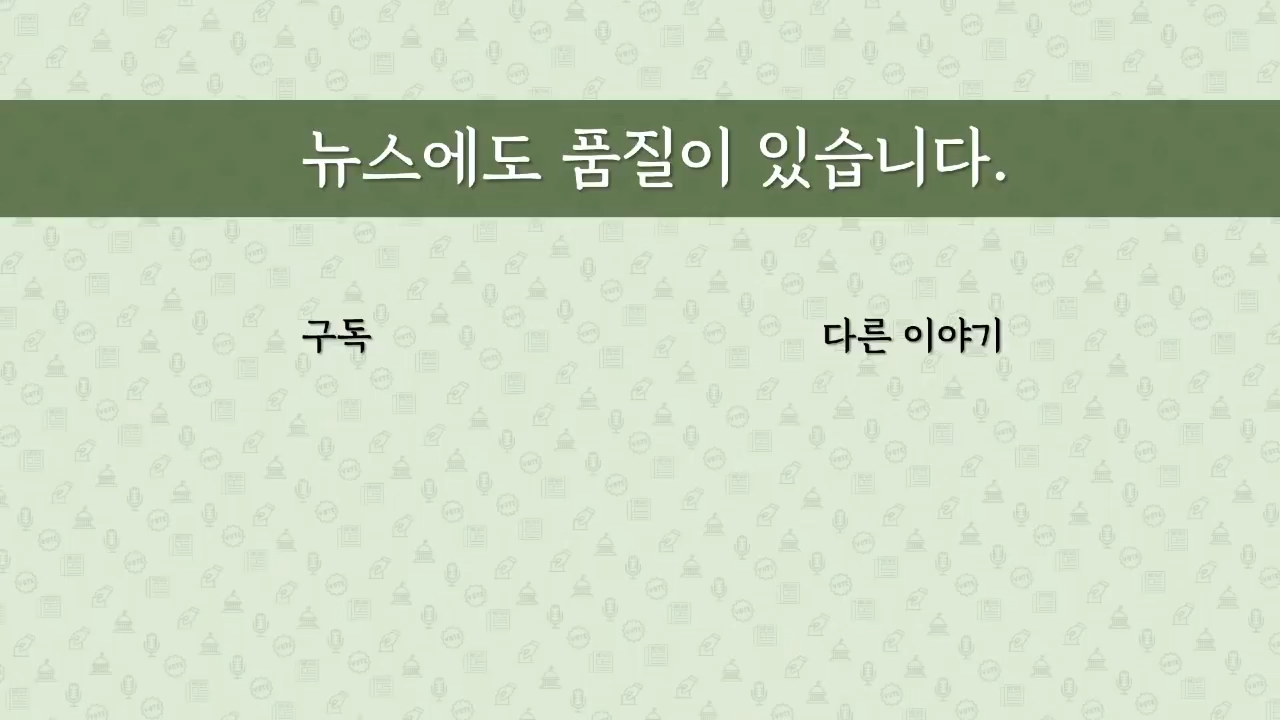 뉴스에도 품질이 있습니다.
구독
다른 이야기